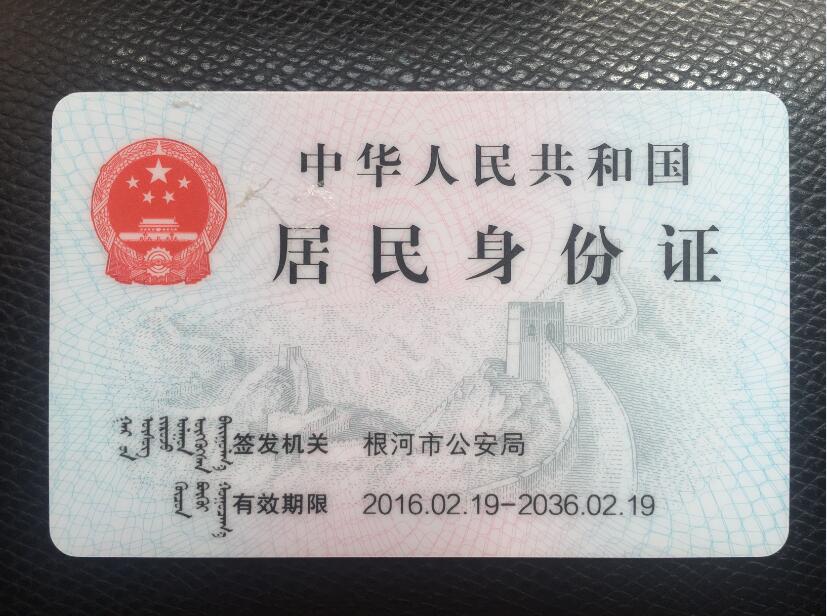 中华人民共和国
居民身份证
签发机关 根河市公安局
有效期限 2016.02.19-2036.02.19